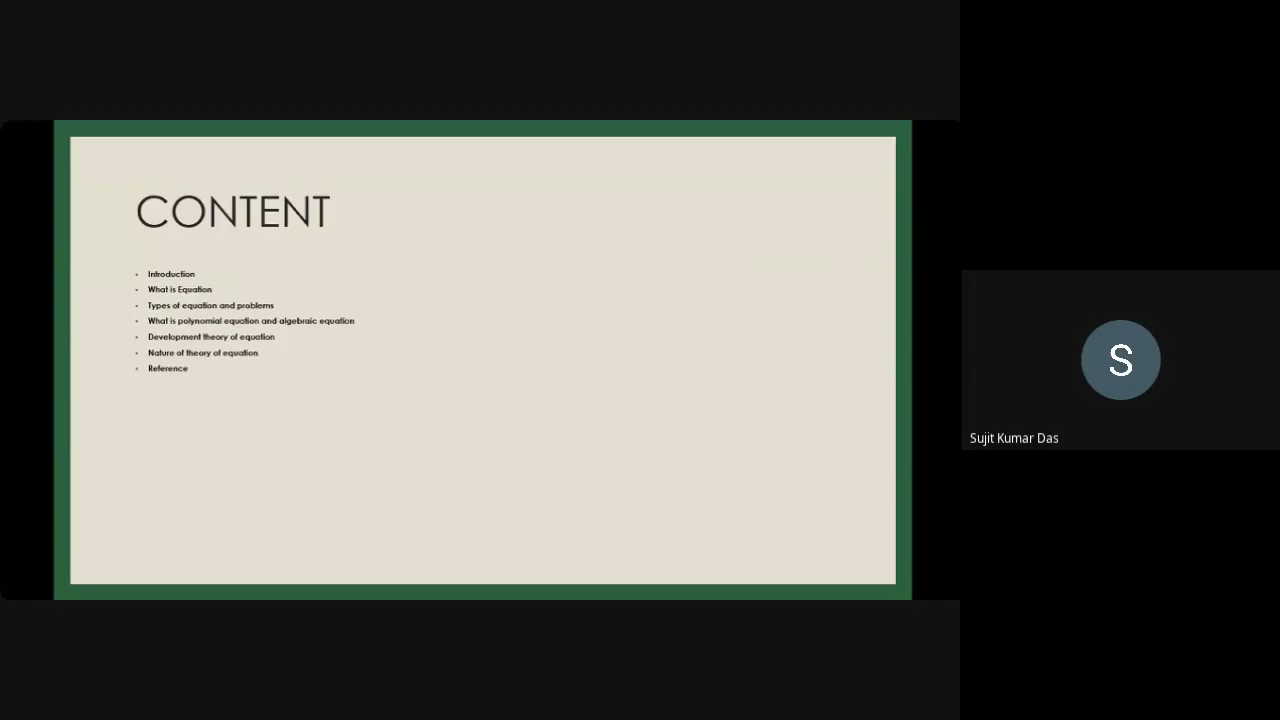 CONTENT
Introduction
What is Equation
Types of equation and problems
What is polynomial equation and algebraic equation
Development theory of equation
Nature of theory of equation
Reference
S
Sujit Kumar Das